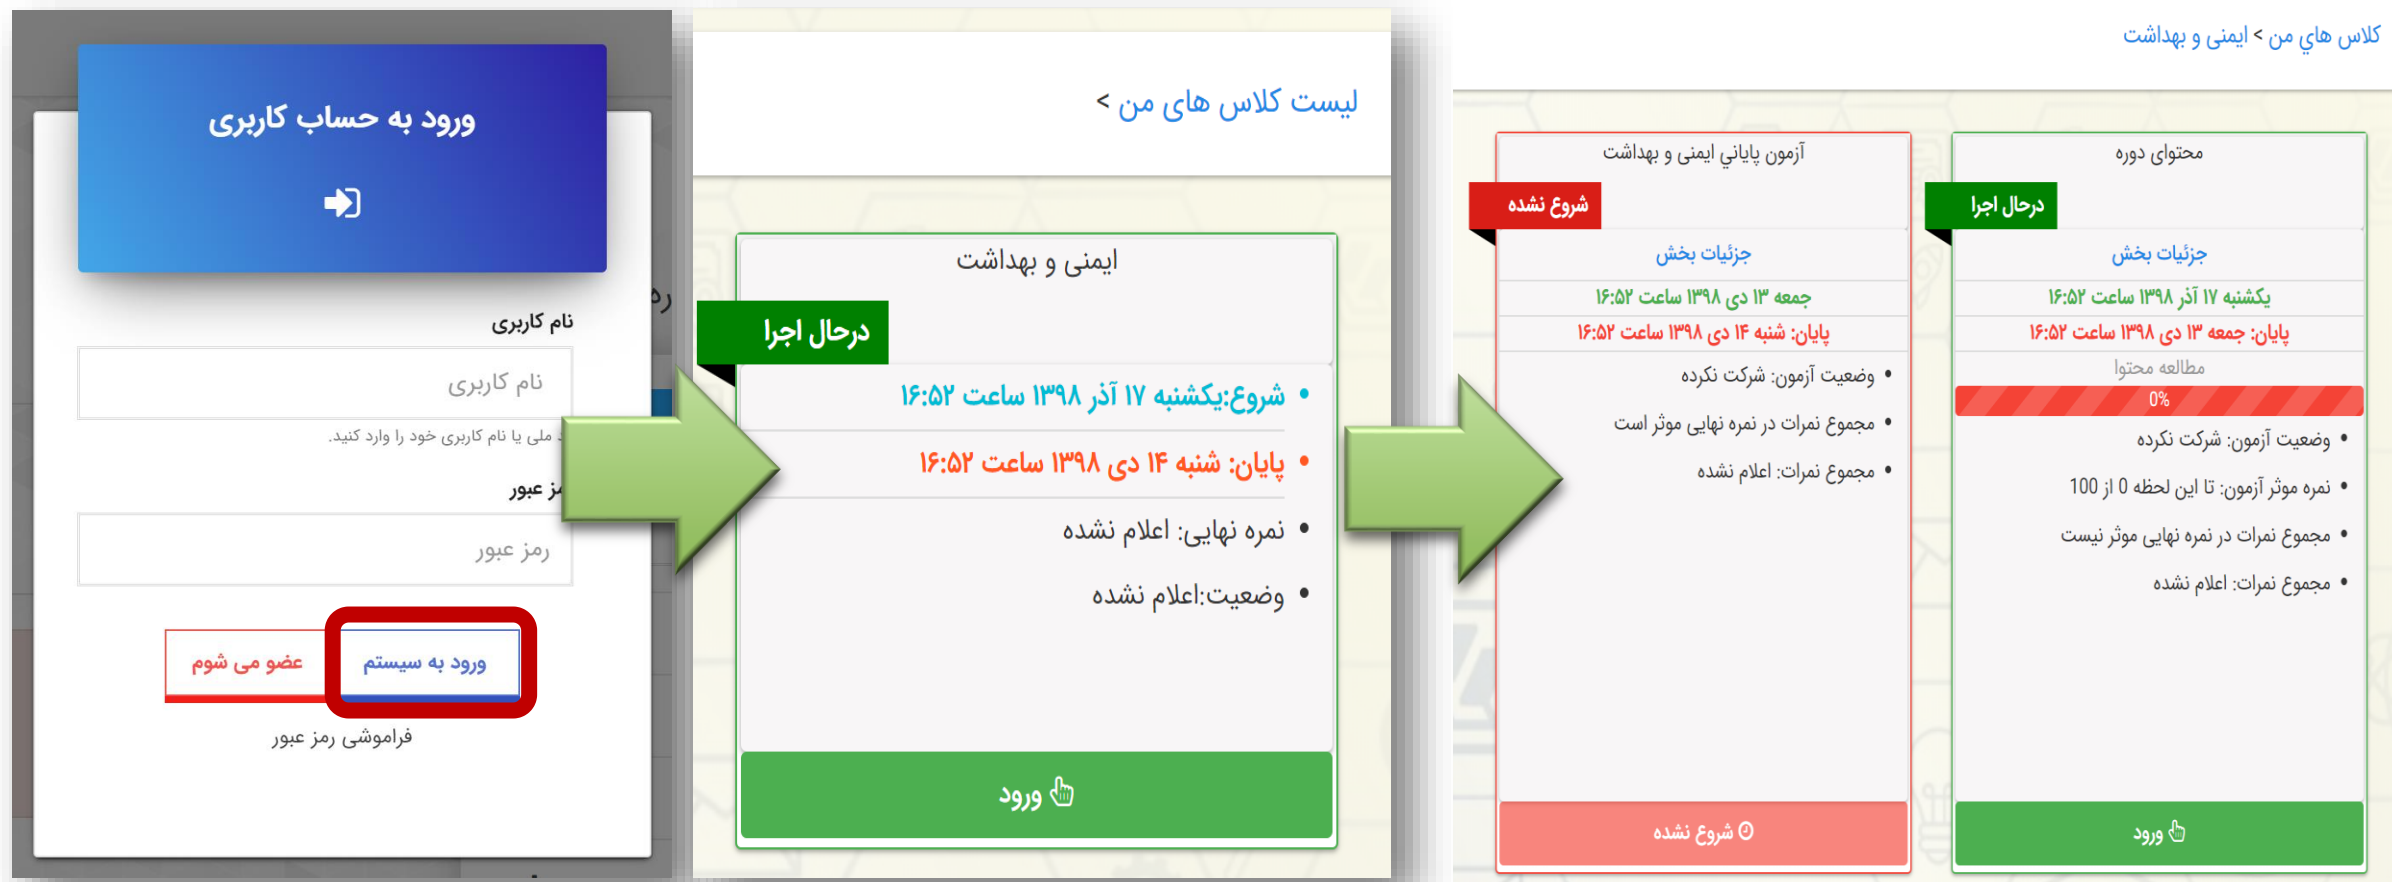 ورود به حساب کاربری
نام کاربری
نام کاربری
ملی یا نام کاربری خود را وارد کنید.
عبور
رمز عبور
ورود به سیستم
عضو می شوم
فراموشی رمز عبور
لیست کلاس های من >
ایمنی و بهداشت
درحال اجرا
• شروع:یکشنبه ۱۷ آذر ۱۳۹۸ ساعت ۱۶:۵۲
• پایان: شنبه ۱۴ دی ۱۳۹۸ ساعت ۱۶:۵۲
• نمره نهایی: اعلام نشده
• وضعیت:اعلام نشده
ورود
کلاس هاي من > ایمنی و بهداشت
محتوای دوره
درحال اجرا
جزئیات بخش
یکشنبه ۱۷ آذر ۱۳۹۸ ساعت ۱۶:۵۲
پایان: جمعه ۱۳ دی ۱۳۹۸ ساعت ۱۶:۵۲
مطالعه محتوا
0%
• وضعیت آزمون: شرکت نکرده
• نمره موثر آزمون: تا این لحظه 0 از 100
• مجموع نمرات در نمره نهایی موثر نیست
• مجموع نمرات: اعلام نشده
ورود
آزمون پایاني ایمنی و بهداشت
شروع نشده
جزئیات بخش
جمعه ۱۳ دی ۱۳۹۸ ساعت ۱۶:۵۲
پایان: شنبه ۱۴ دی ۱۳۹۸ ساعت ۱۶:۵۲
• وضعیت آزمون: شرکت نکرده
• مجموع نمرات در نمره نهایی موثر است
• مجموع نمرات: اعلام نشده
شروع نشده